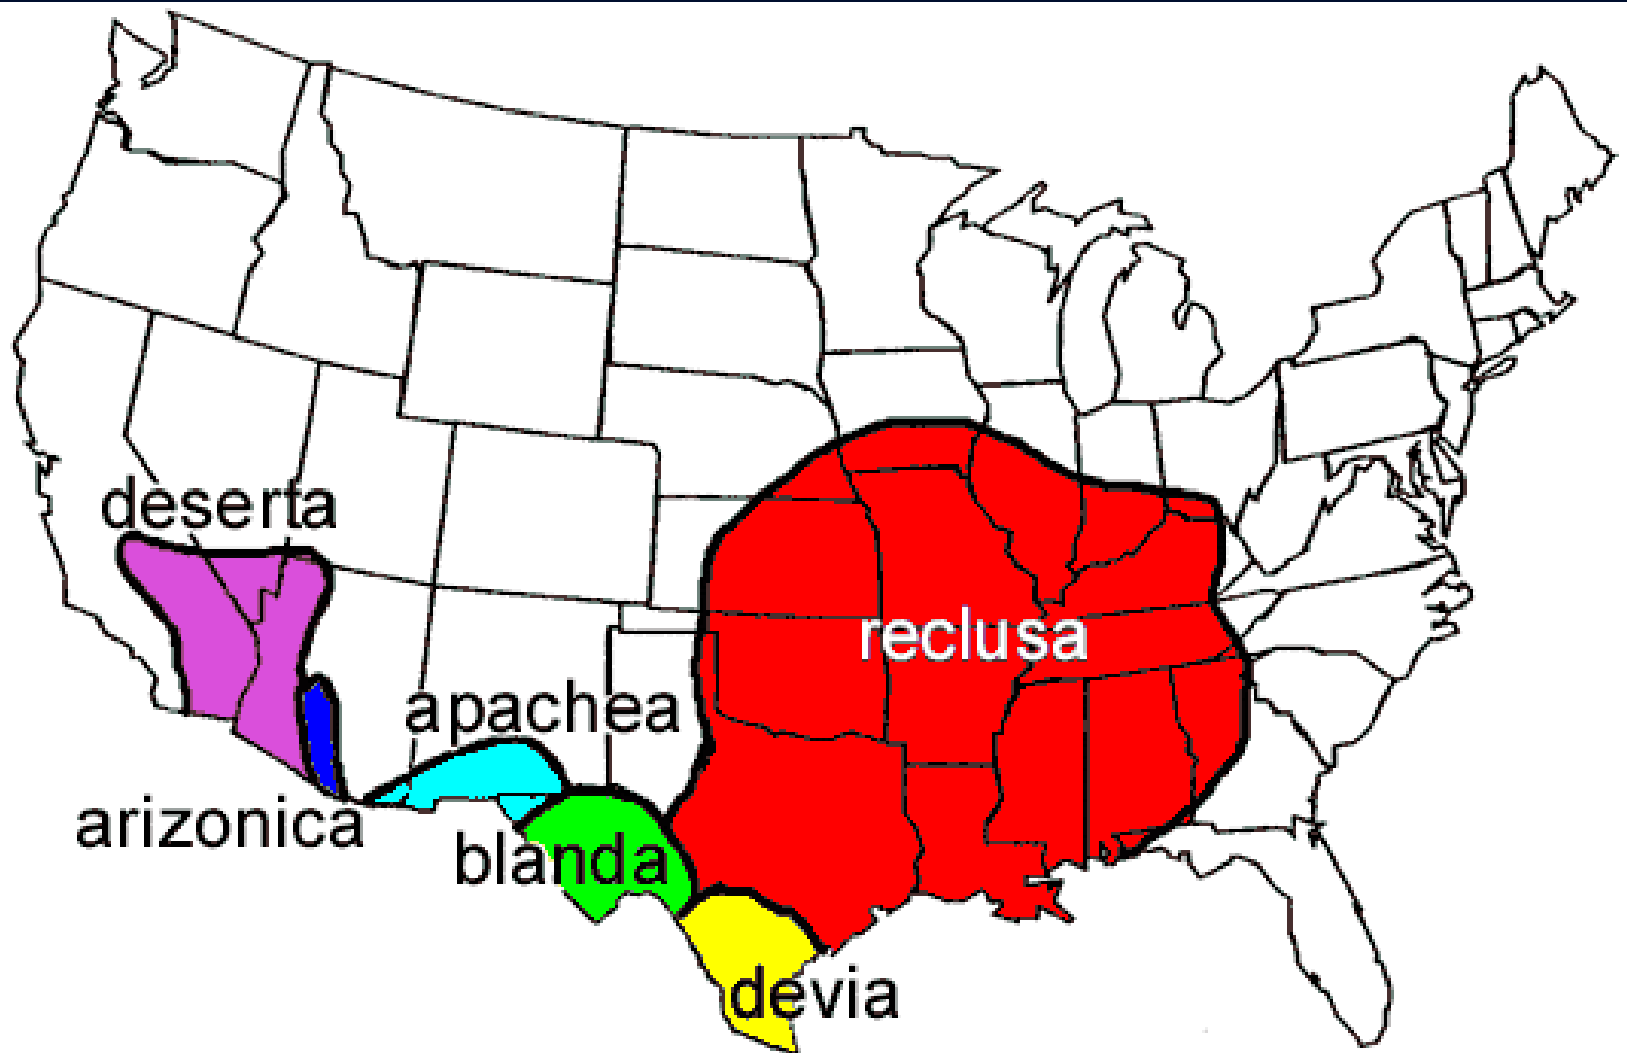 deserta
reclusa
apachea
arizonica
blanda
devia